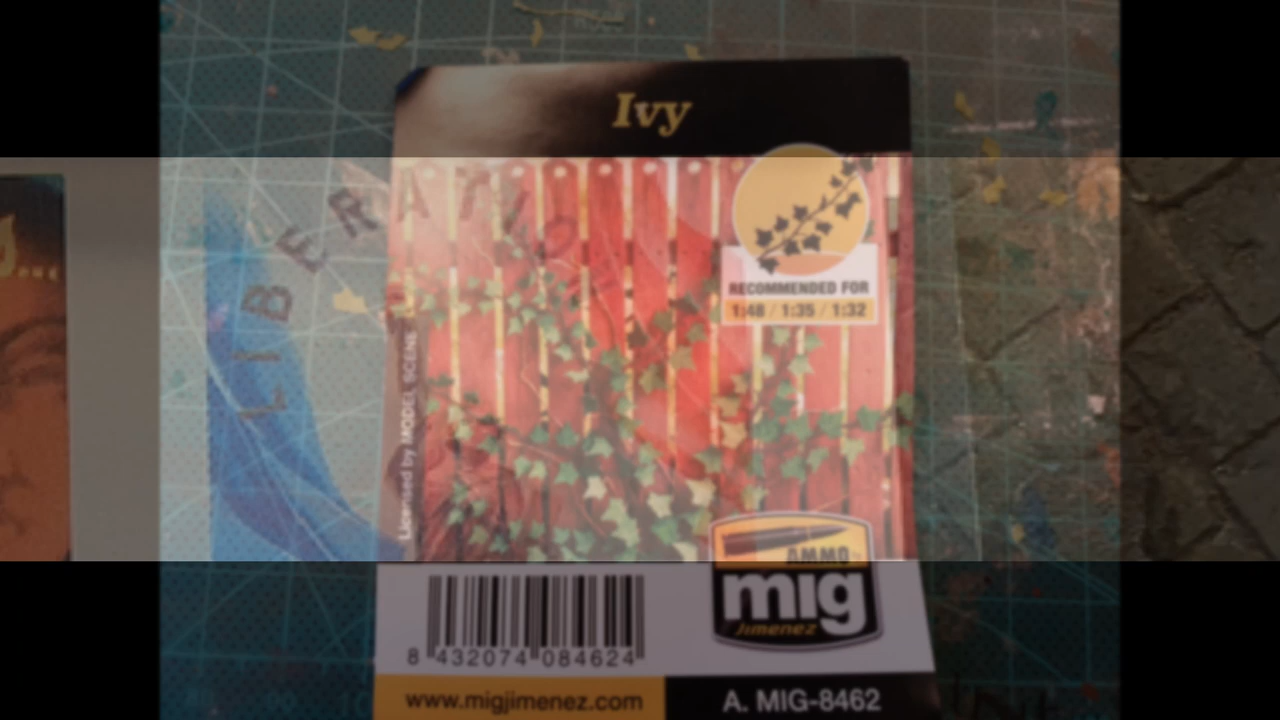 Ivy
LIBERA
RECOMMENDED FOR
1:48 / 1:35 / 1:32
Licensed by MODEL SCENE
AMMO
mig
Jimenez
8 432074 084624
www.migjimenez.com
A. MIG-8462